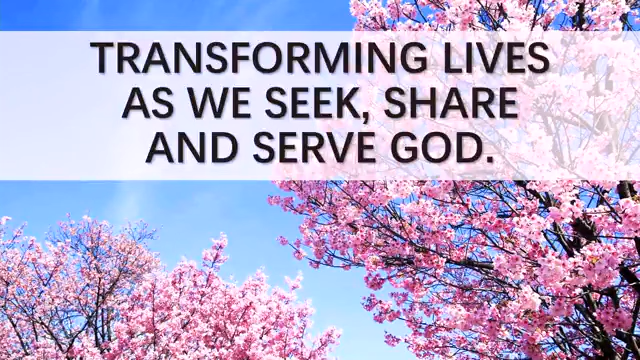 TRANSFORMING LIVES
AS WE SEEK, SHARE
AND SERVE GOD.